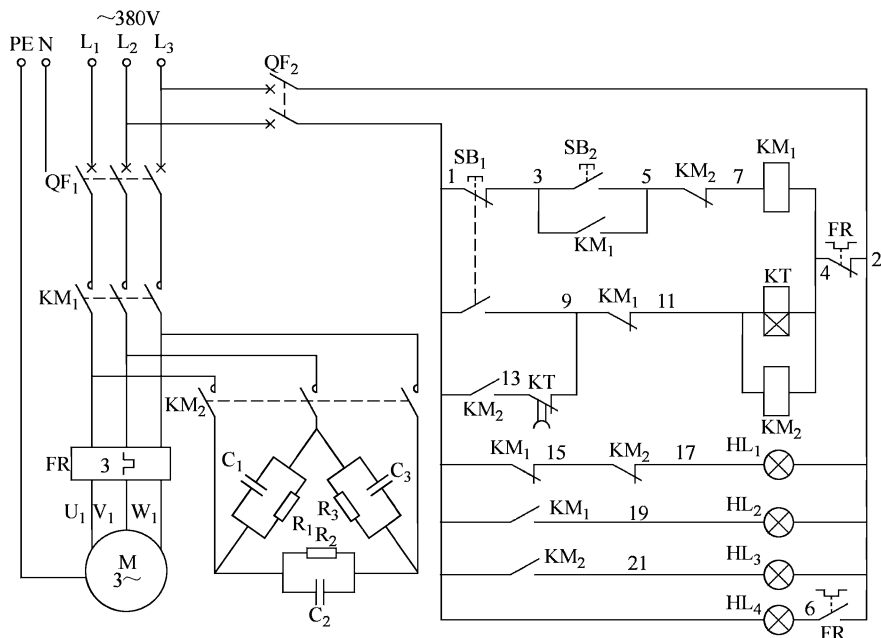 ～380V
PE N L₁ L₂ L₃
QF₂
QF₁
SB₁ SB₂
1 3 5 KM₂ 7 KM₁
KM₁
FR
4 2
KM₁
9 KM₁ 11 KT
KM₂
13 KT
KM₂
KM₂
FR 3
C₁ C₃
R₁ R₃
R₂
C₂
U₁ V₁ W₁
M
3～
KM₁ 15 KM₂ 17 HL₁
KM₁ 19 HL₂
KM₂ 21 HL₃
HL₄ 6 FR